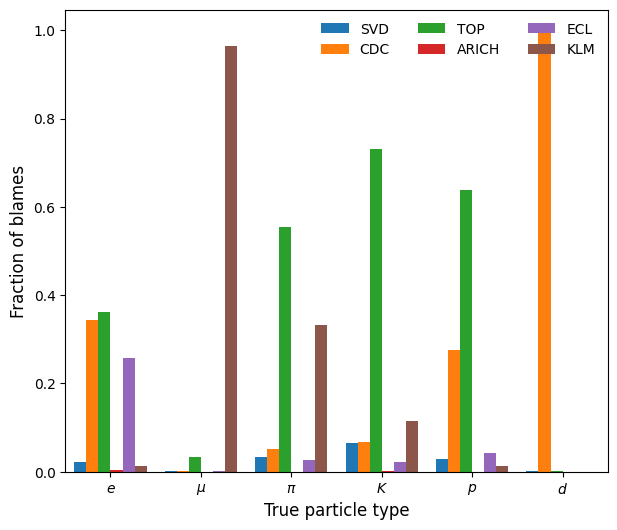 SVD TOP ECL
CDC ARICH KLM
1.0
0.8
0.6
0.4
0.2
0.0
Fraction of blames
e μ π K p d
True particle type